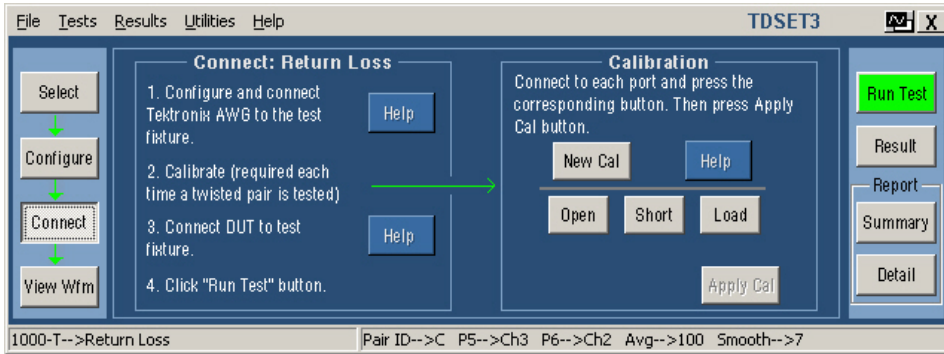 File Tests Results Utilities Help TDSET3 X
Select
Configure
Connect
View Wfm
Connect: Return Loss
1. Configure and connect
Tektronix AWG to the test
fixture.
Help
2. Calibrate (required each
time a twisted pair is tested)
3. Connect DUT to test
fixture.
Help
4. Click "Run Test" button.
Calibration
Connect to each port and press the
corresponding button. Then press Apply
Cal button.
New Cal Help
Open Short Load
Apply Cal
Run Test
Result
Report
Summary
Detail
1000-T-->Return Loss Pair ID-->C P5-->Ch3 P6-->Ch2 Avg-->100 Smooth-->7